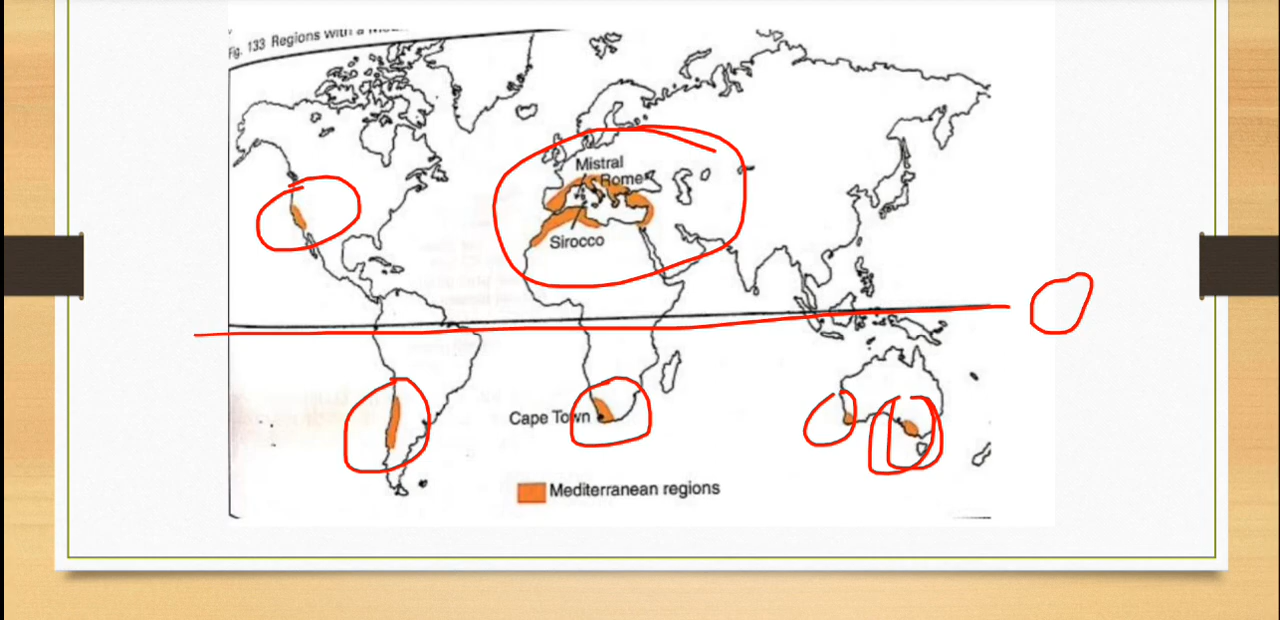 Fig. 133 Regions with a
Mistral
Rome
Sirocco
Cape Town
Mediterranean regions